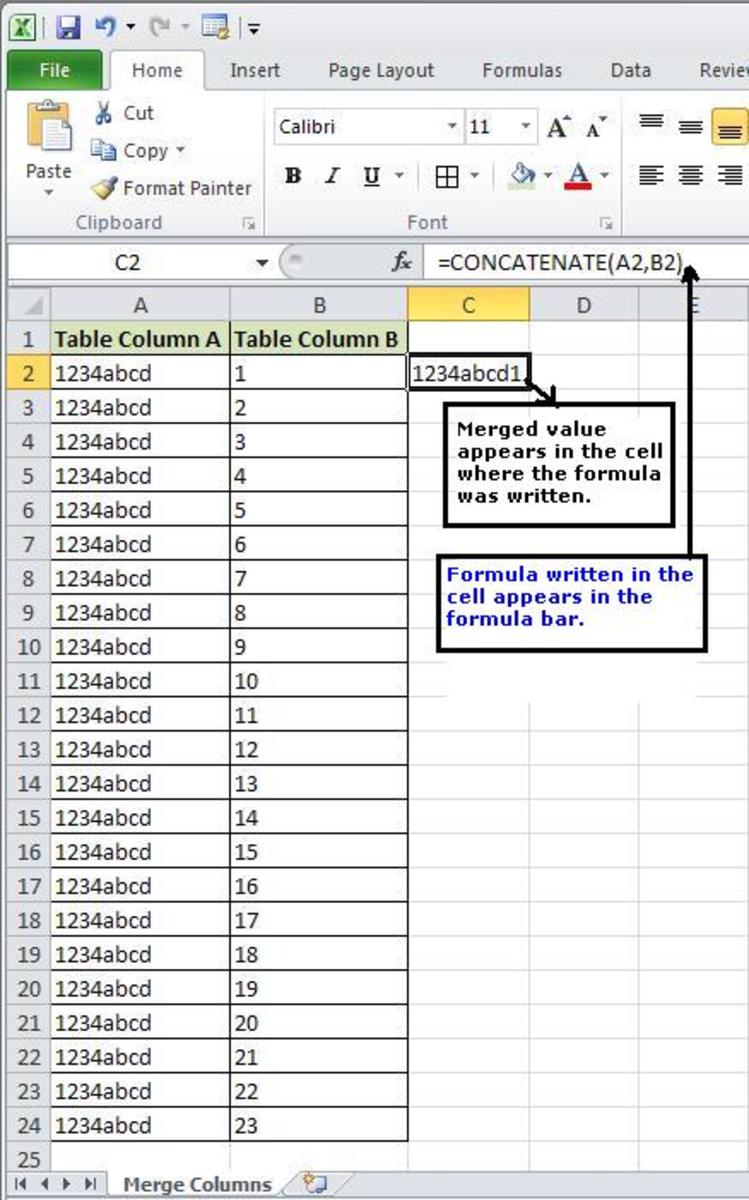 File Home Insert Page Layout Formulas Data Review
Cut
Copy
Paste
Format Painter
Calibri 11 A A
B I U A
Clipboard Font
C2 fx =CONCATENATE(A2,B2)
A B C D E
1 Table Column A Table Column B
2 1234abcd 1 1234abcd1
3 1234abcd 2
4 1234abcd 3
5 1234abcd 4
6 1234abcd 5
7 1234abcd 6
8 1234abcd 7
9 1234abcd 8
10 1234abcd 9
11 1234abcd 10
12 1234abcd 11
13 1234abcd 12
14 1234abcd 13
15 1234abcd 14
16 1234abcd 15
17 1234abcd 16
18 1234abcd 17
19 1234abcd 18
20 1234abcd 19
21 1234abcd 20
22 1234abcd 21
23 1234abcd 22
24 1234abcd 23
25
Merged value
appears in the cell
where the formula
was written.
Formula written in the
cell appears in the
formula bar.
Merge Columns